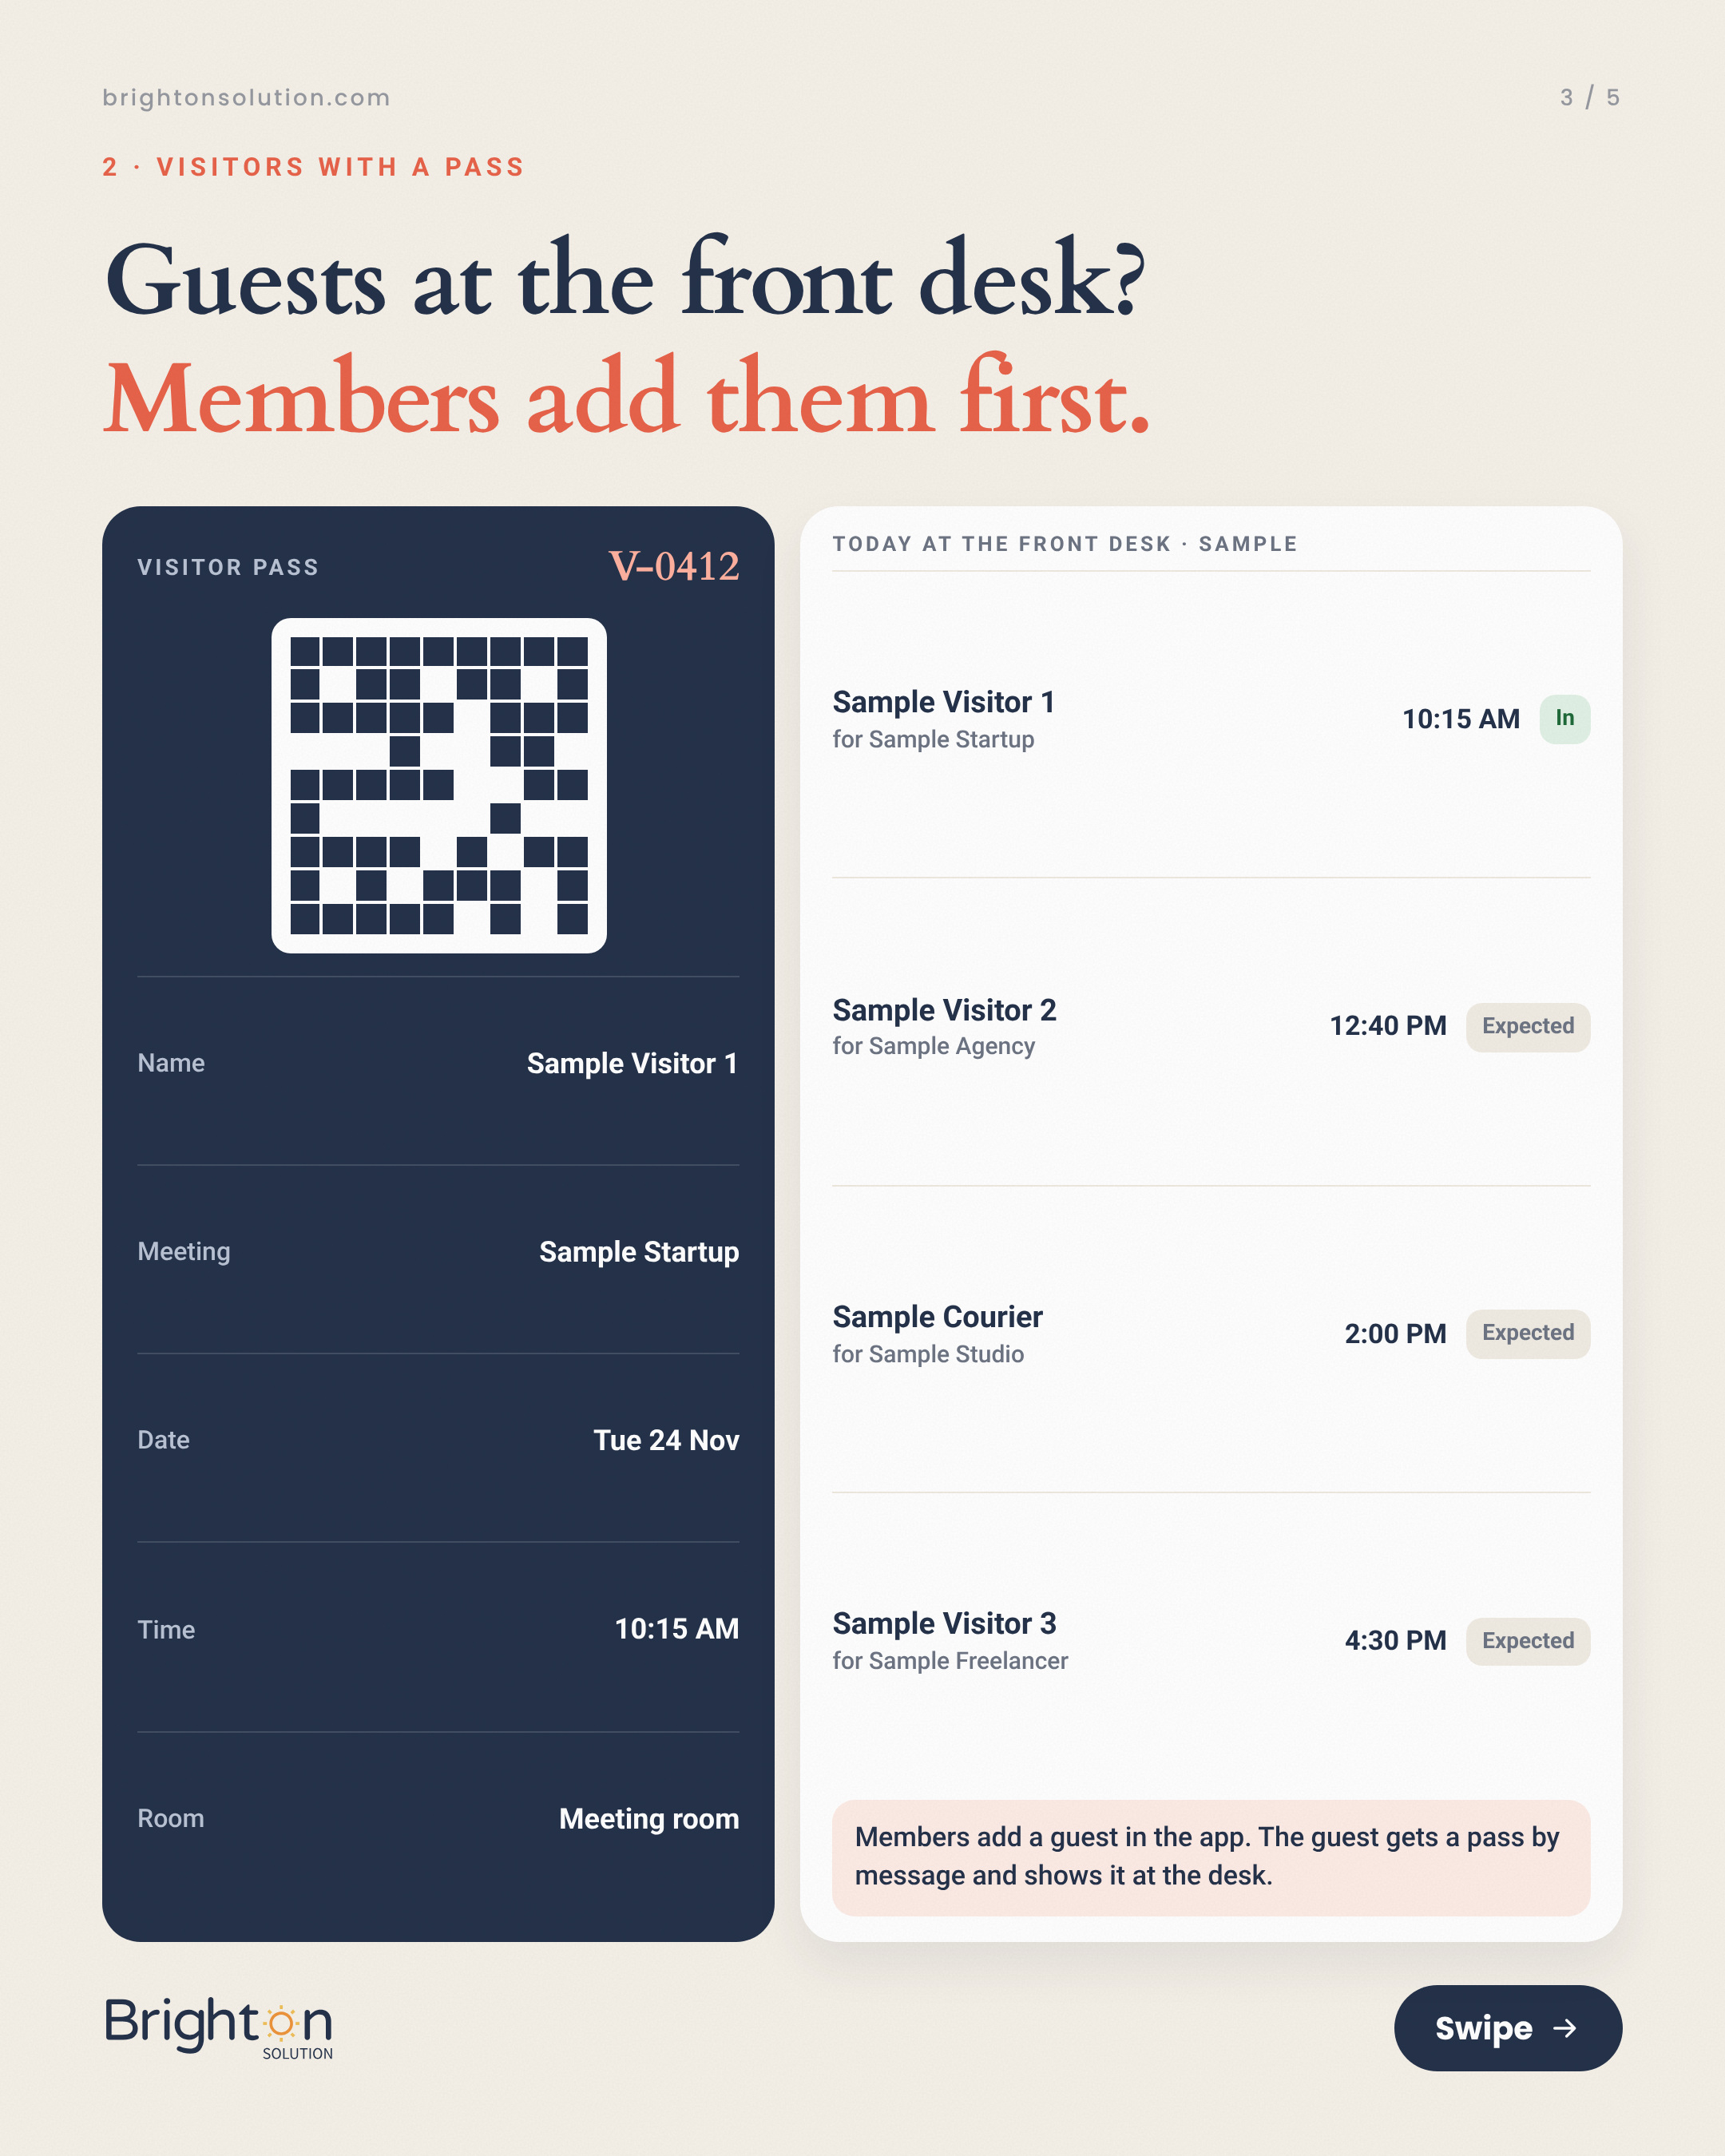 brightonsolution.com
3 / 5
2 · VISITORS WITH A PASS
Guests at the front desk?
Members add them first.
VISITOR PASS
V-0412
Name
Sample Visitor 1
Meeting
Sample Startup
Date
Tue 24 Nov
Time
10:15 AM
Room
Meeting room
TODAY AT THE FRONT DESK · SAMPLE
Sample Visitor 1
for Sample Startup
10:15 AM
In
Sample Visitor 2
for Sample Agency
12:40 PM
Expected
Sample Courier
for Sample Studio
2:00 PM
Expected
Sample Visitor 3
for Sample Freelancer
4:30 PM
Expected
Members add a guest in the app. The guest gets a pass by
message and shows it at the desk.
Brighton
SOLUTION
Swipe →